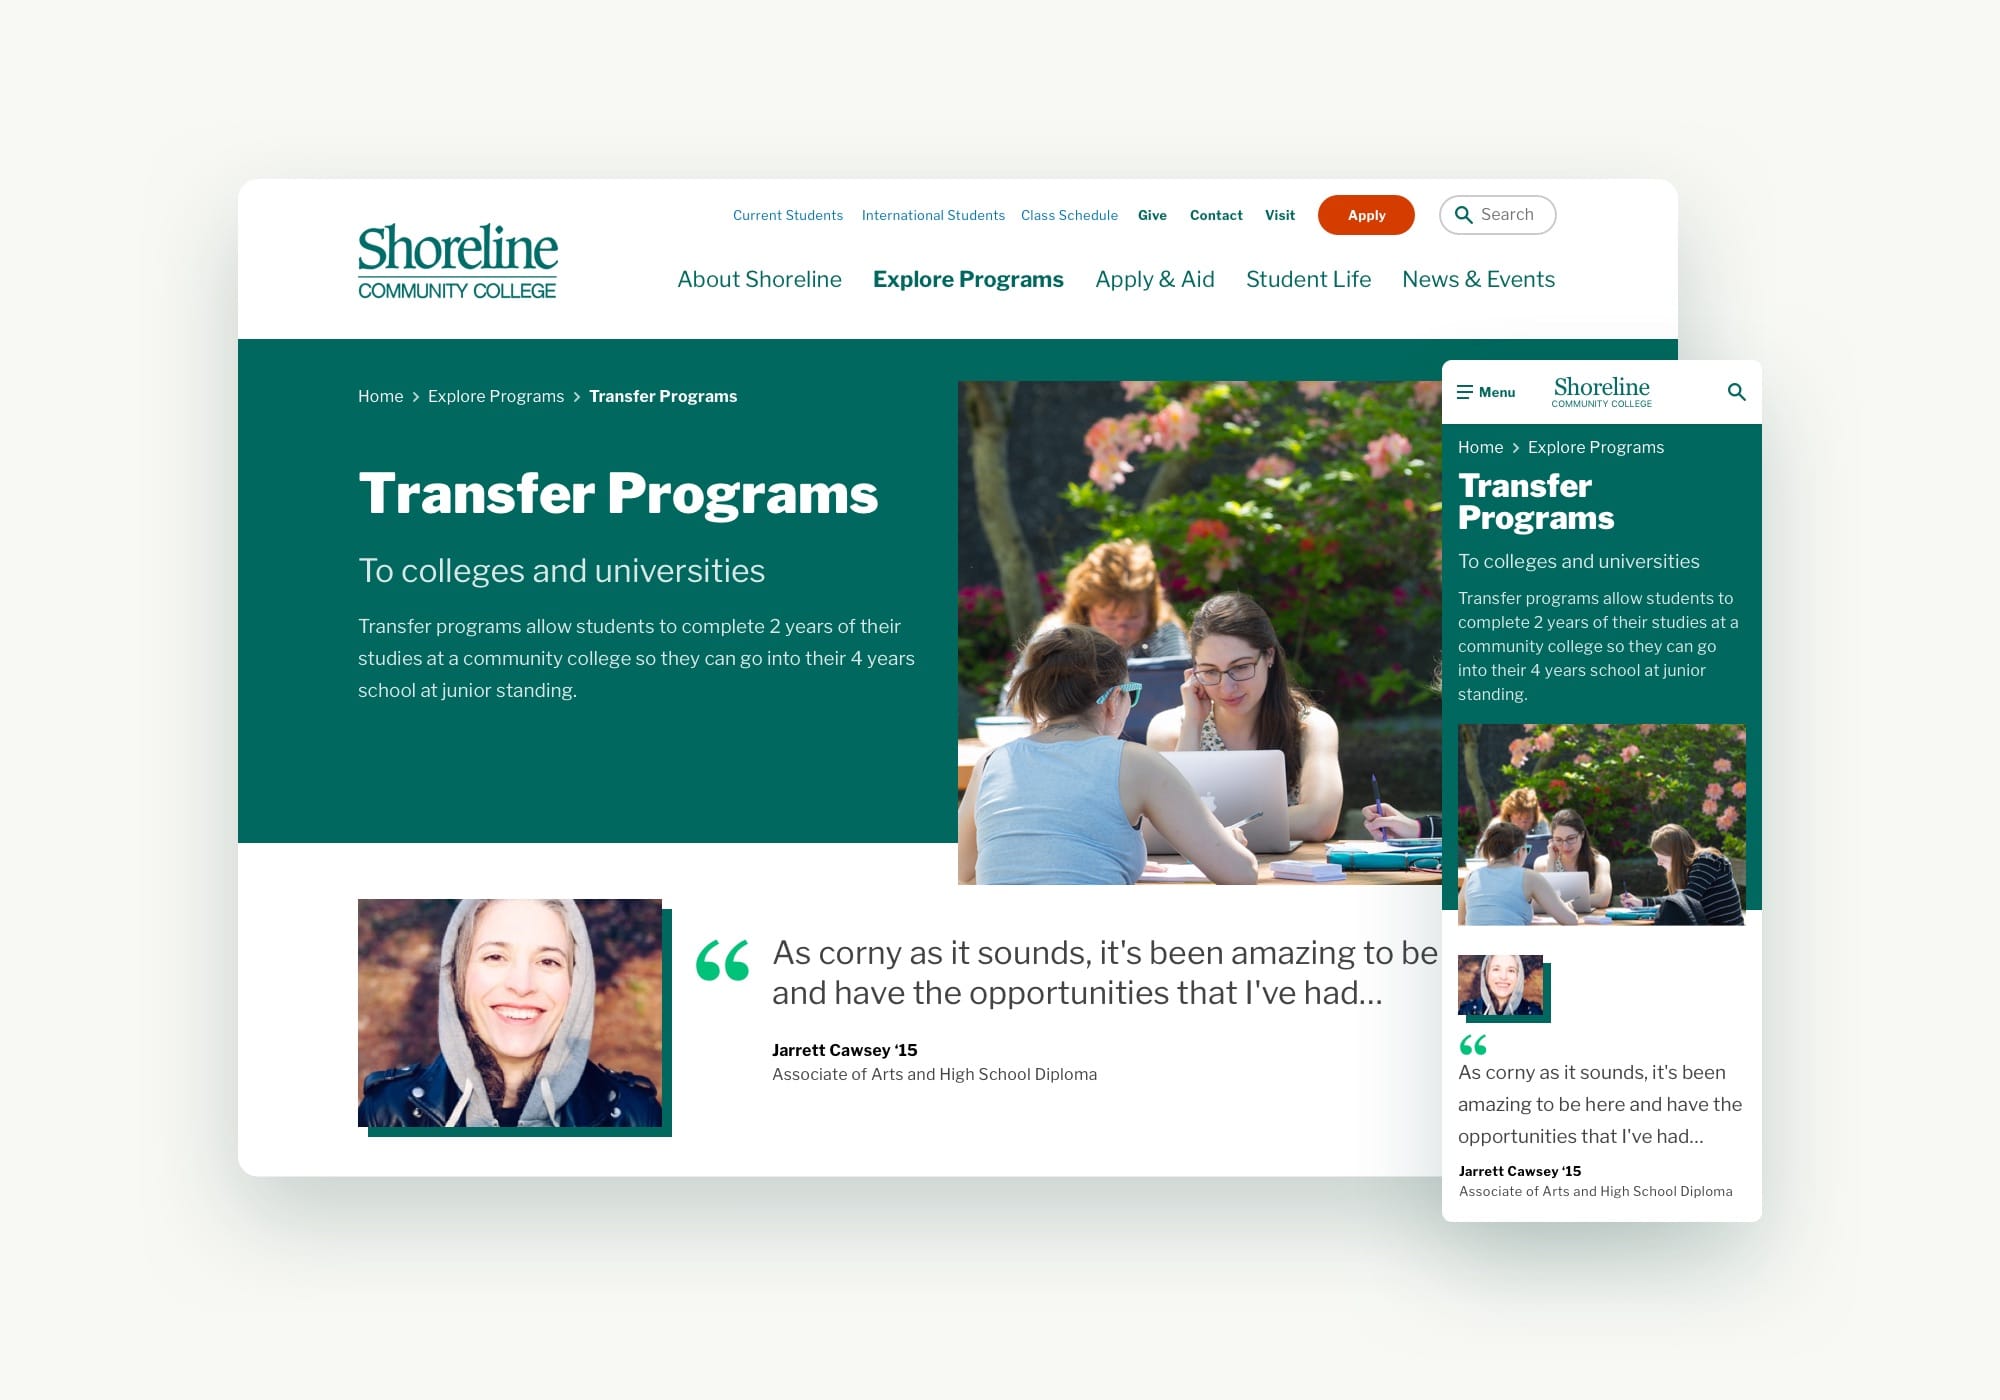 Current Students International Students Class Schedule Give Contact Visit Apply Search
Shoreline
COMMUNITY COLLEGE
About Shoreline Explore Programs Apply & Aid Student Life News & Events
Home > Explore Programs > Transfer Programs
Transfer Programs
To colleges and universities
Transfer programs allow students to complete 2 years of their
studies at a community college so they can go into their 4 years
school at junior standing.
“ As corny as it sounds, it's been amazing to be
and have the opportunities that I've had...
Jarrett Cawsey ‘15
Associate of Arts and High School Diploma
Menu
Shoreline
COMMUNITY COLLEGE
Home > Explore Programs
Transfer
Programs
To colleges and universities
Transfer programs allow students to
complete 2 years of their studies at a
community college so they can go
into their 4 years school at junior
standing.
“
As corny as it sounds, it's been
amazing to be here and have the
opportunities that I've had...
Jarrett Cawsey ‘15
Associate of Arts and High School Diploma